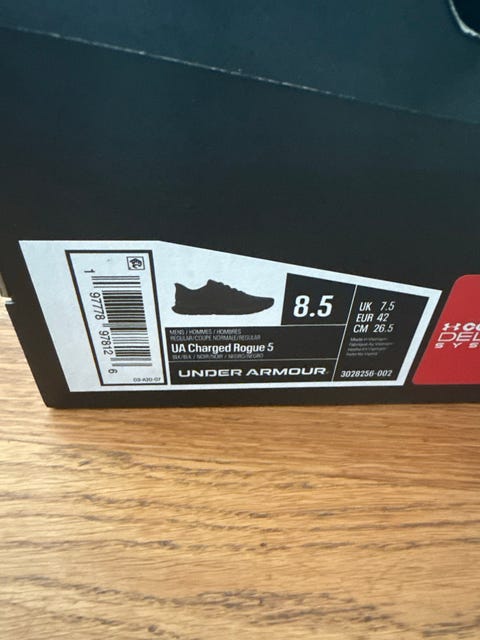 1 97778 97812 6
03-A30-07
8.5
MENS / HOMMES / HOMBRES
REGULAR/COUPE NORMALE/REGULAR
UA Charged Rogue 5
BLK/BLK / NOIR/NOIR / NEGRO/NEGRO
UNDER ARMOUR
UK 7.5
EUR 42
CM 26.5
Made in Vietnam
3028256-002